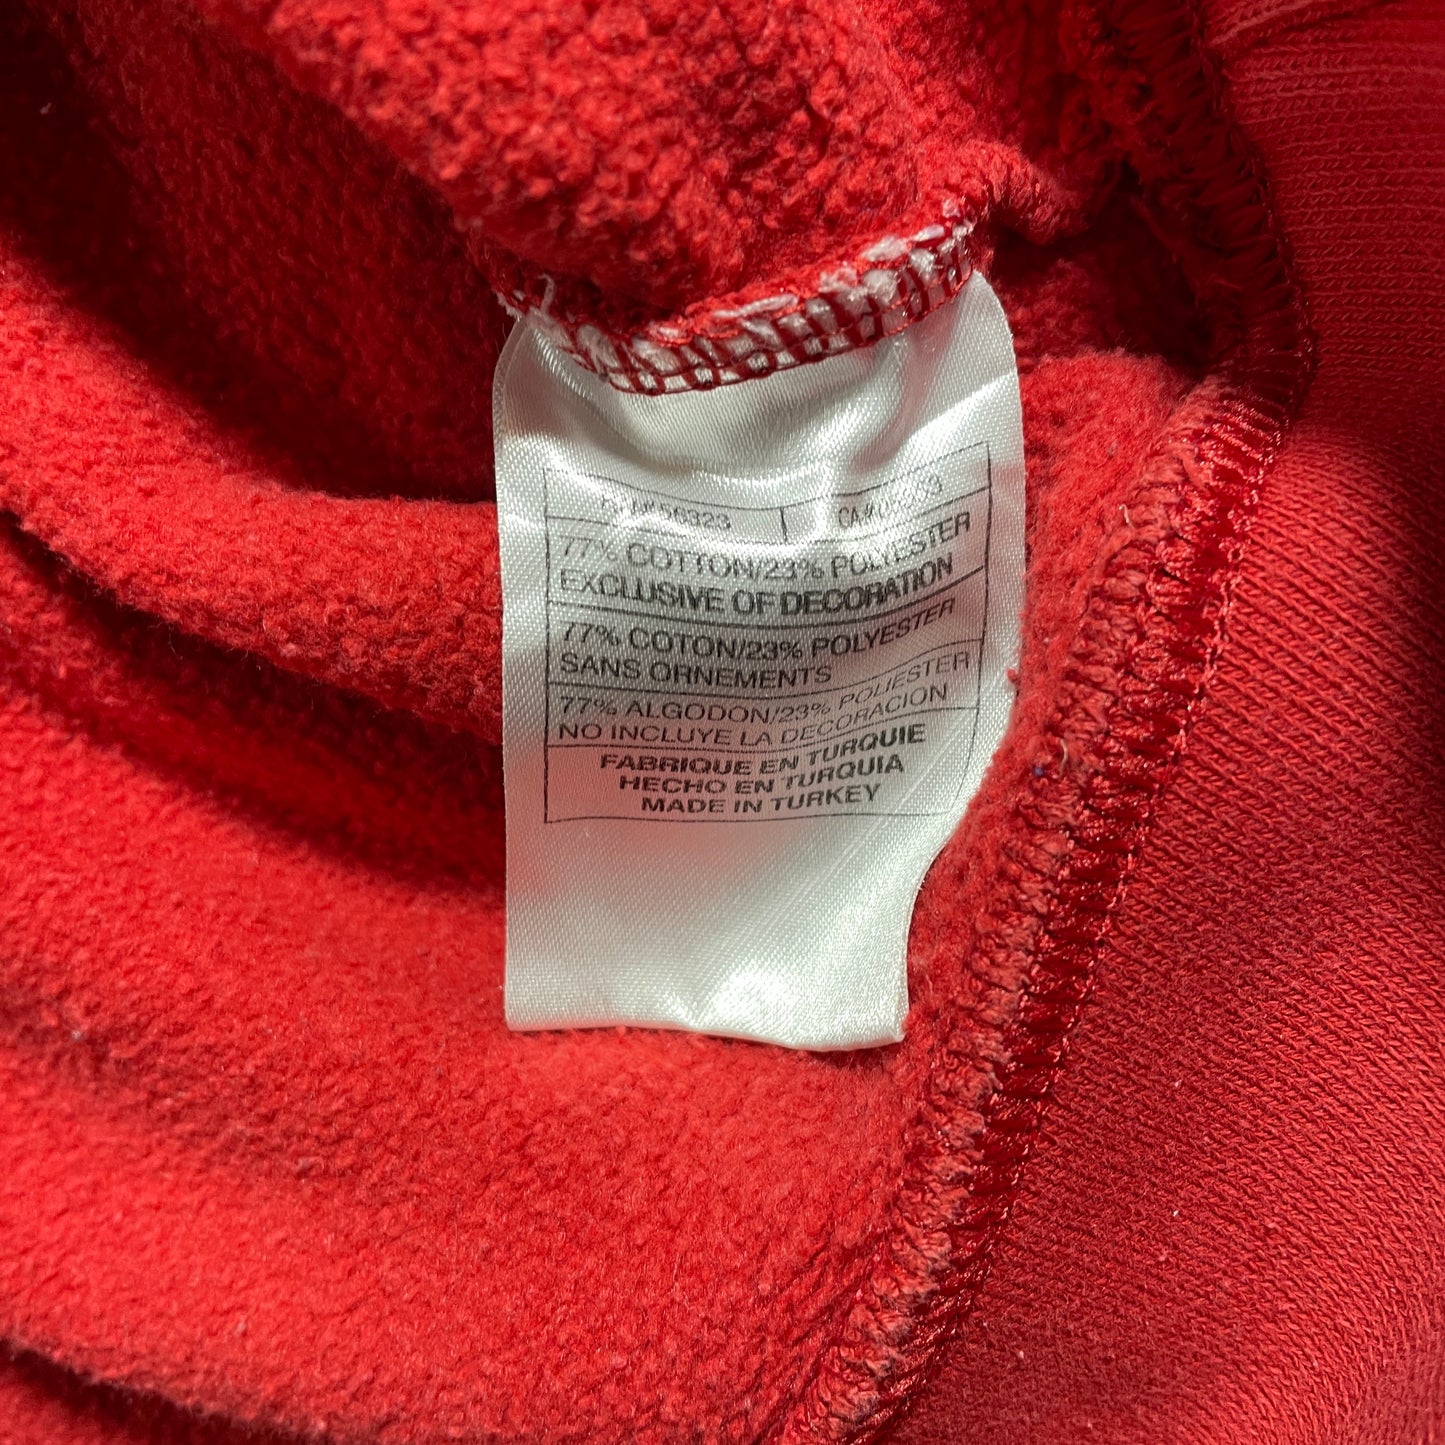 77% COTTON/23% POLYESTER
EXCLUSIVE OF DECORATION
77% COTON/23% POLYESTER
SANS ORNEMENTS
77% ALGODON/23% POLIESTER
NO INCLUYE LA DECORACION
FABRIQUE EN TURQUIE
HECHO EN TURQUIA
MADE IN TURKEY